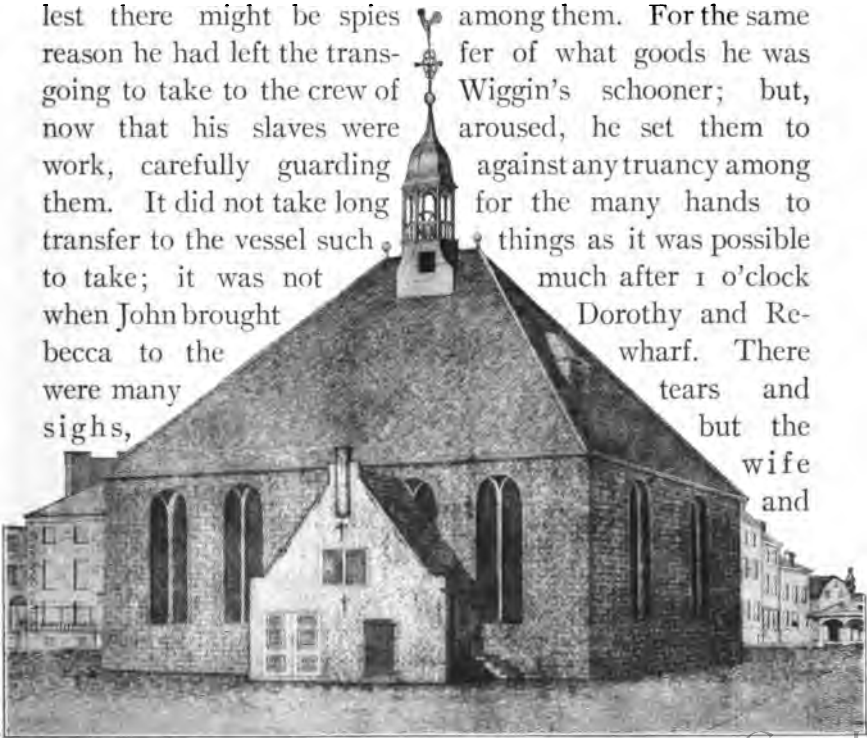 lest there might be spies among them. For the same
reason he had left the trans- fer of what goods he was
going to take to the crew of Wiggin's schooner; but,
now that his slaves were aroused, he set them to
work, carefully guarding against any truancy among
them. It did not take long for the many hands to
transfer to the vessel such things as it was possible
to take; it was not much after 1 o'clock
when John brought Dorothy and Re-
becca to the wharf. There
were many tears and
sighs, but the
wife
and